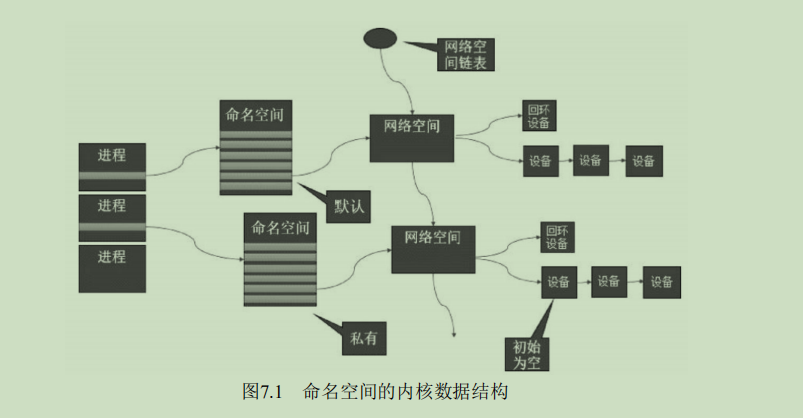 网络空
间链表
命名空间
网络空间
回环
设备
进程
设备
设备
设备
默认
进程
命名空间
网络空间
回环
设备
进程
设备
设备
设备
私有
初始
为空
图7.1 命名空间的内核数据结构